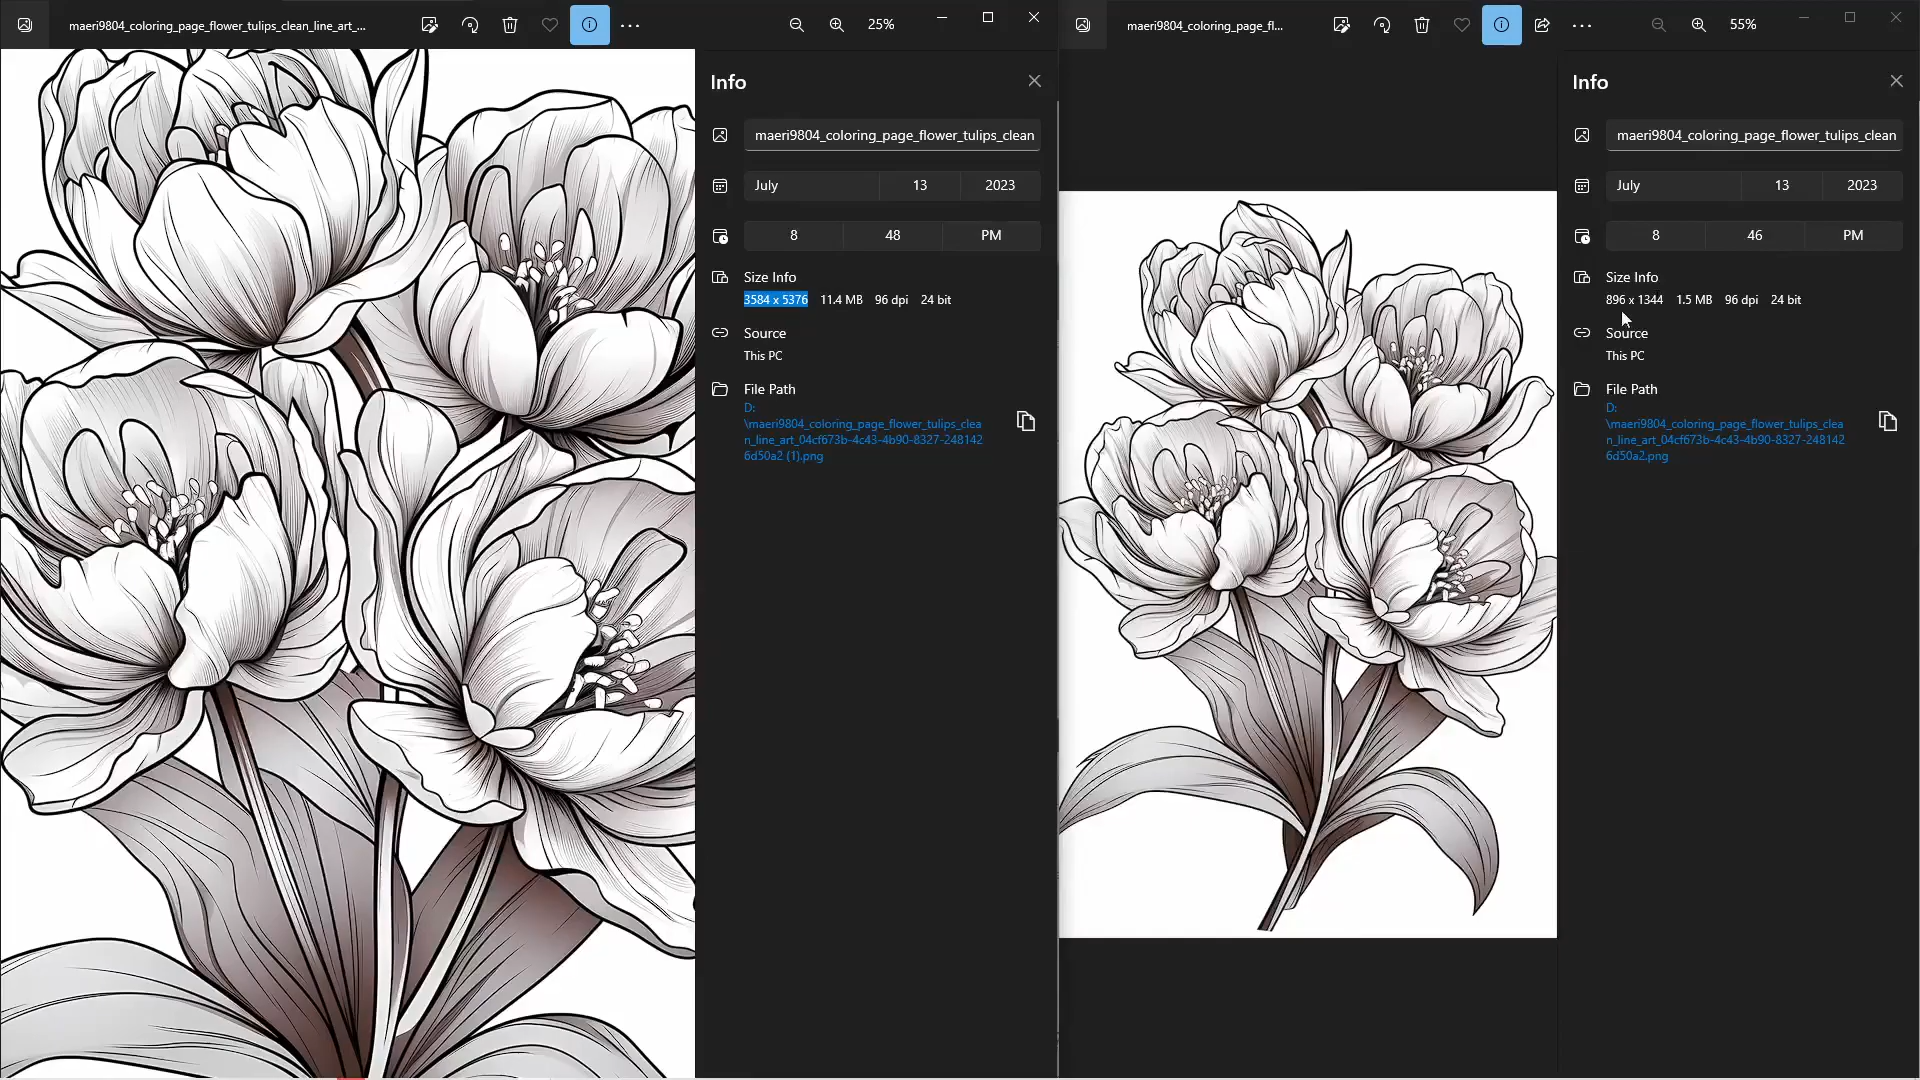 maeri9804_coloring_page_flower_tulips_clean_line_art_...
25%
Info
maeri9804_coloring_page_flower_tulips_clean
July 13 2023
8 48 PM
Size Info
3584 x 5376 11.4 MB 96 dpi 24 bit
Source
This PC
File Path
D:
\maeri9804_coloring_page_flower_tulips_clea
n_line_art_04cf673b-4c43-4b90-8327-248142
6d50a2 (1).png
maeri9804_coloring_page_fl...
55%
Info
maeri9804_coloring_page_flower_tulips_clean
July 13 2023
8 46 PM
Size Info
896 x 1344 1.5 MB 96 dpi 24 bit
Source
This PC
File Path
D:
\maeri9804_coloring_page_flower_tulips_clea
n_line_art_04cf673b-4c43-4b90-8327-248142
6d50a2.png